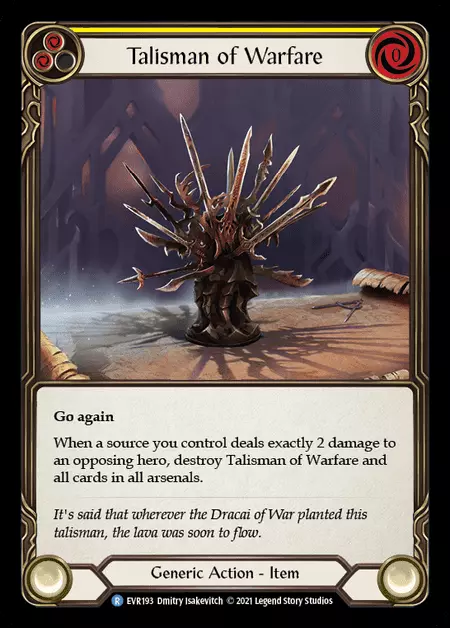 Talisman of Warfare
0
Go again
When a source you control deals exactly 2 damage to
an opposing hero, destroy Talisman of Warfare and
all cards in all arsenals.
It's said that wherever the Dracai of War planted this
talisman, the lava was soon to flow.
Generic Action - Item
R EVR193 Dmitry Isakevitch © 2021 Legend Story Studios